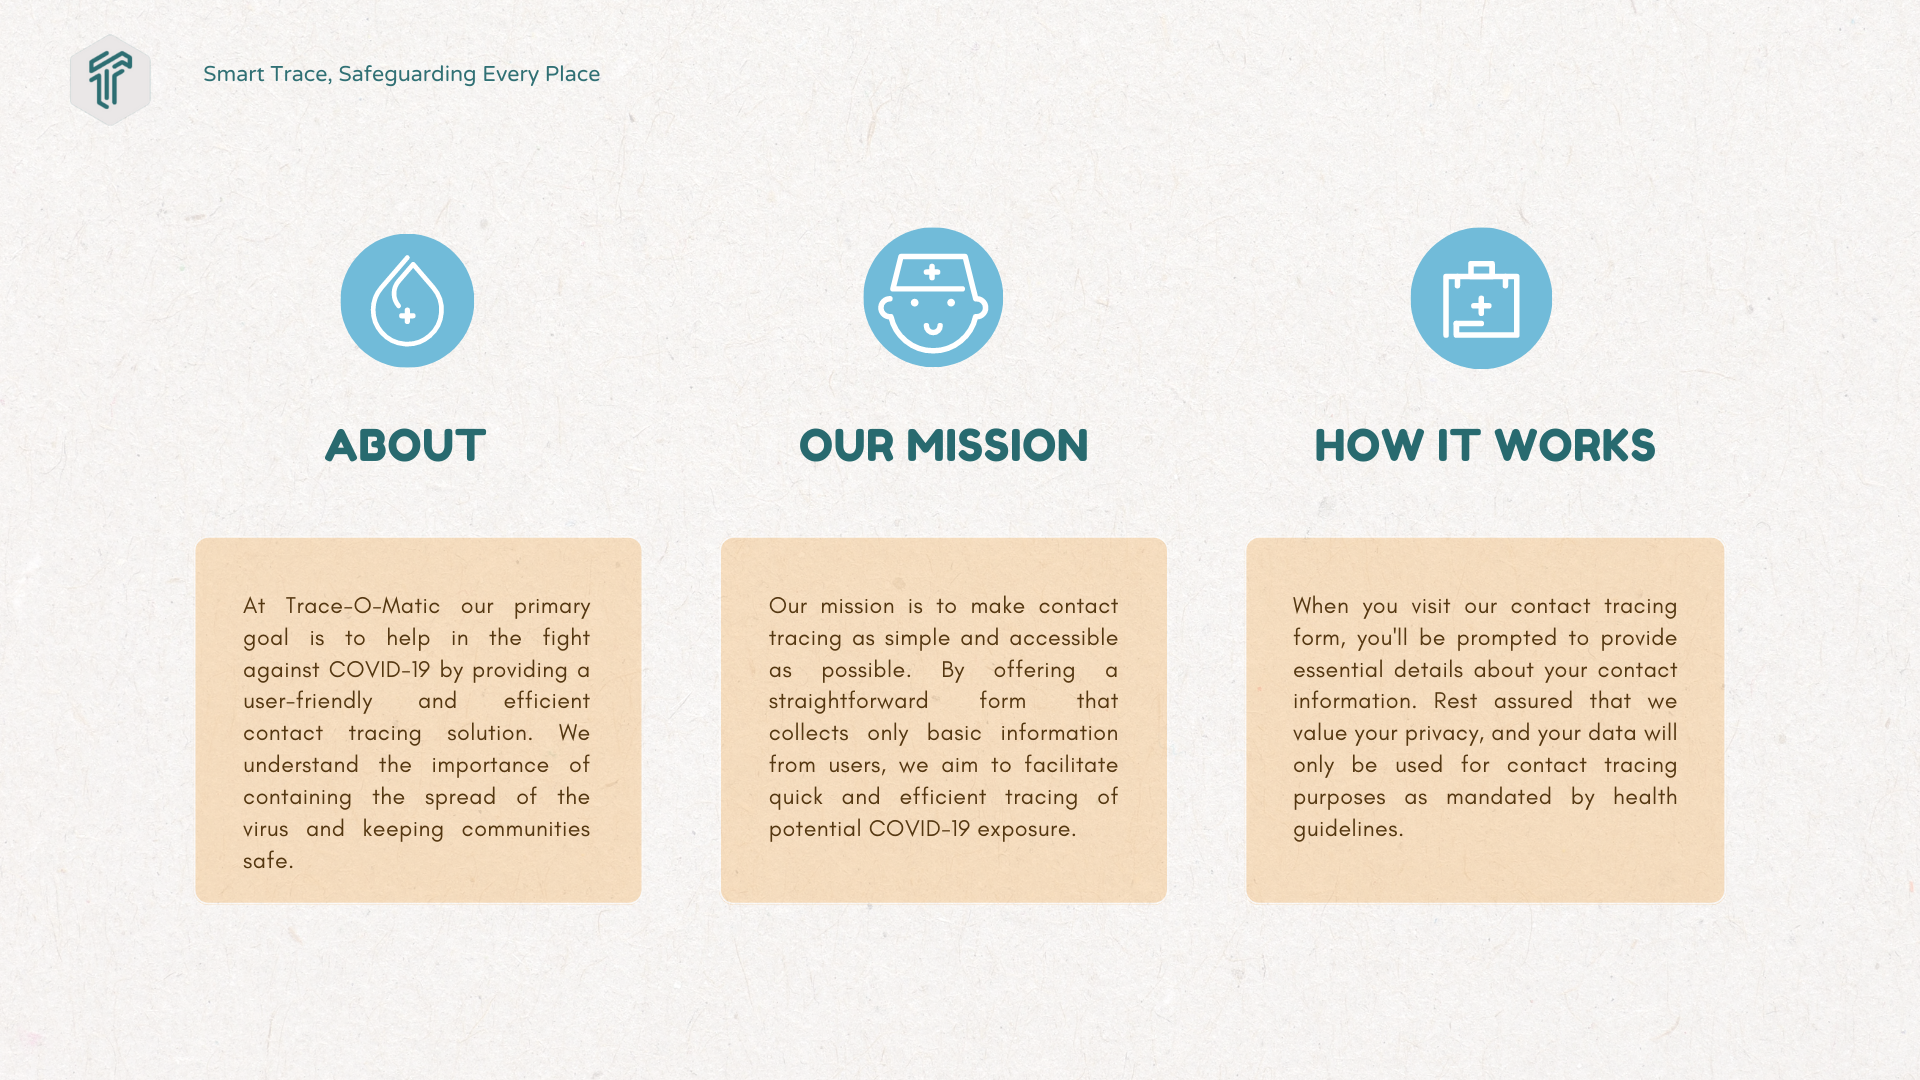 Smart Trace, Safeguarding Every Place
ABOUT
At Trace-O-Matic our primary
goal is to help in the fight
against COVID-19 by providing a
user-friendly and efficient
contact tracing solution. We
understand the importance of
containing the spread of the
virus and keeping communities
safe.
OUR MISSION
Our mission is to make contact
tracing as simple and accessible
as possible. By offering a
straightforward form that
collects only basic information
from users, we aim to facilitate
quick and efficient tracing of
potential COVID-19 exposure.
HOW IT WORKS
When you visit our contact tracing
form, you'll be prompted to provide
essential details about your contact
information. Rest assured that we
value your privacy, and your data will
only be used for contact tracing
purposes as mandated by health
guidelines.